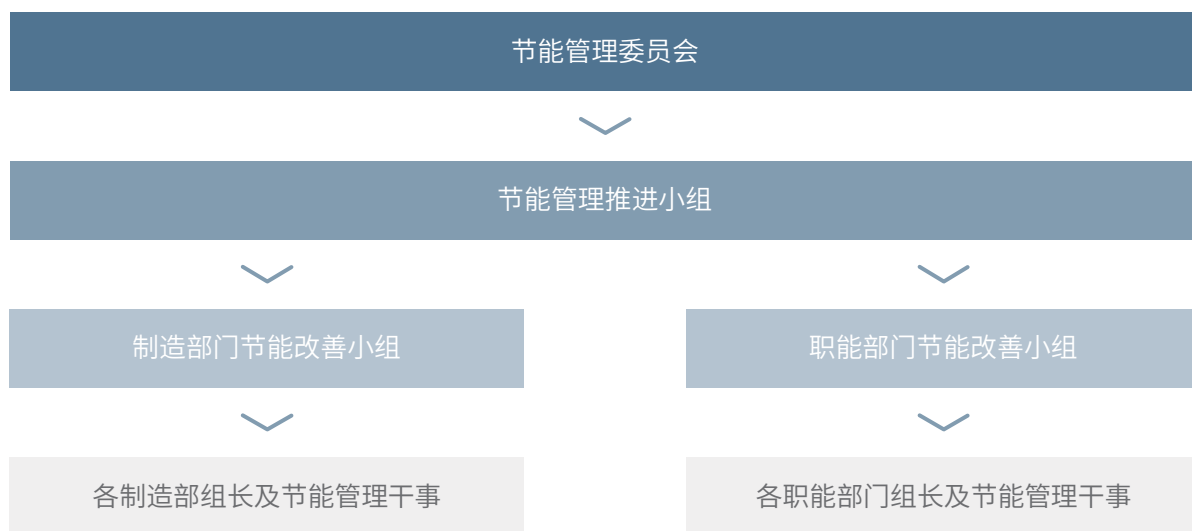 节能管理委员会
节能管理推进小组
制造部门节能改善小组
职能部门节能改善小组
各制造部组长及节能管理干事
各职能部门组长及节能管理干事